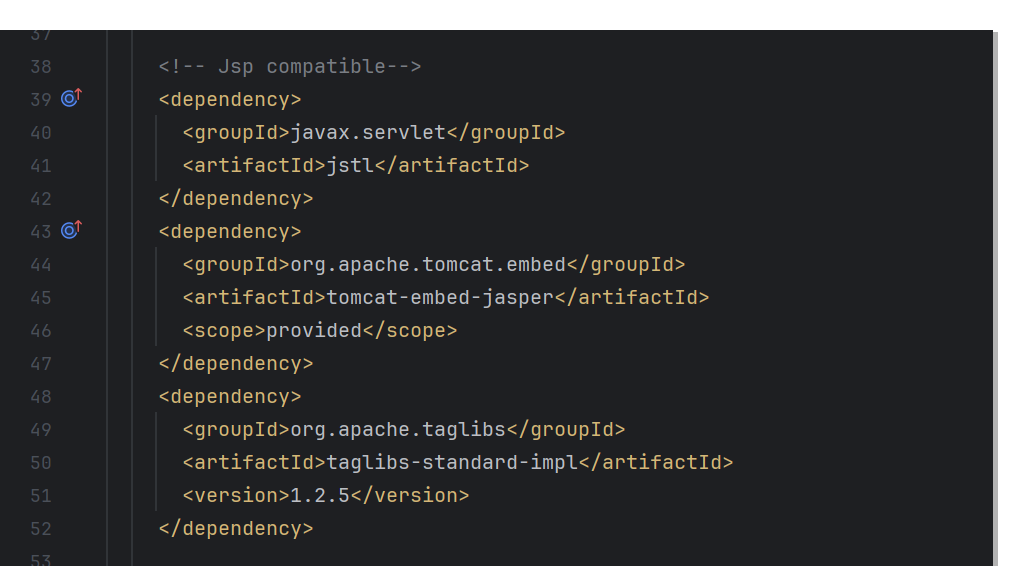 37
38 <!-- Jsp compatible-->
39 <dependency>
40 <groupId>javax.servlet</groupId>
41 <artifactId>jstl</artifactId>
42 </dependency>
43 <dependency>
44 <groupId>org.apache.tomcat.embed</groupId>
45 <artifactId>tomcat-embed-jasper</artifactId>
46 <scope>provided</scope>
47 </dependency>
48 <dependency>
49 <groupId>org.apache.taglibs</groupId>
50 <artifactId>taglibs-standard-impl</artifactId>
51 <version>1.2.5</version>
52 </dependency>
53